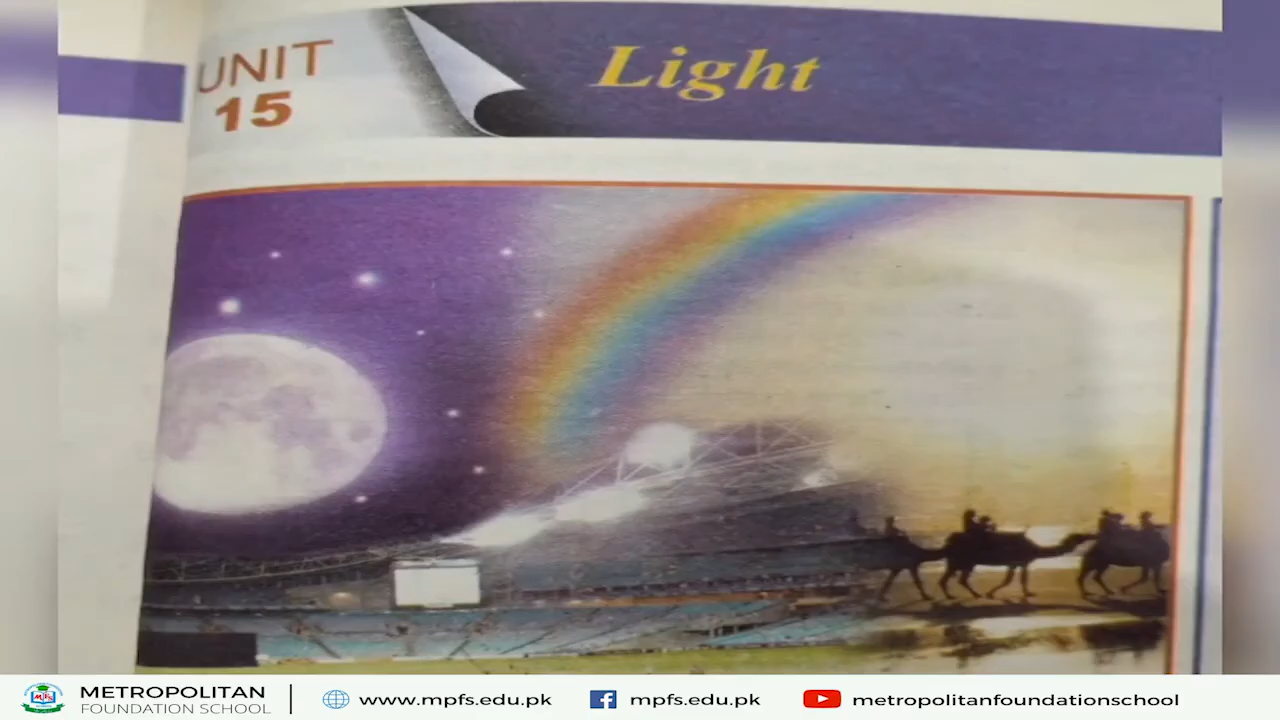 UNIT
15
Light
METROPOLITAN
FOUNDATION SCHOOL
www.mpfs.edu.pk
mpfs.edu.pk
metropolitanfoundationschool